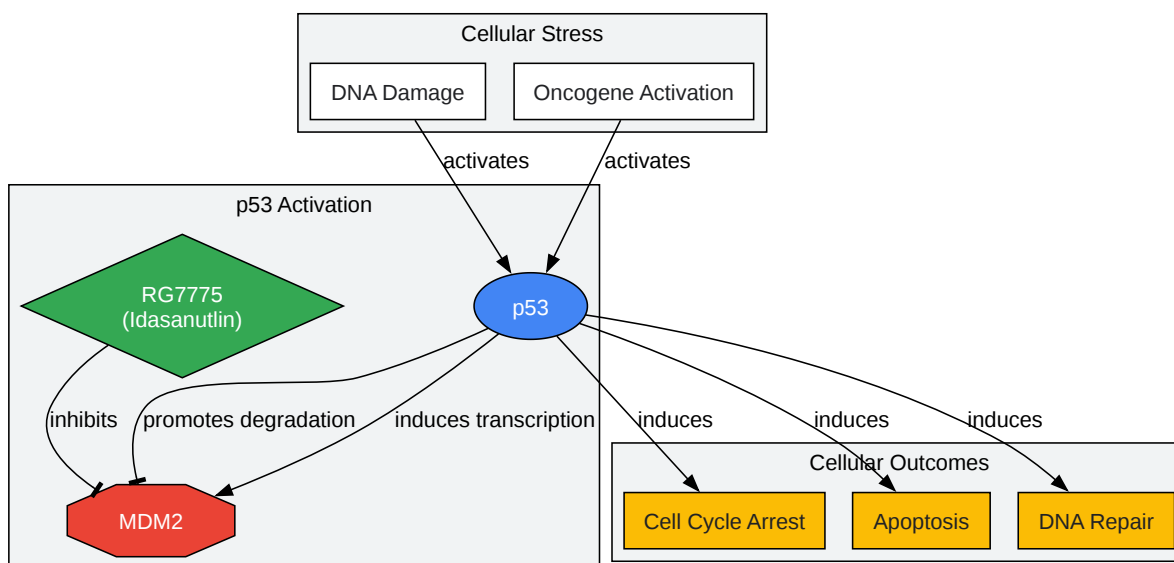 Cellular Stress
DNA Damage
Oncogene Activation
activates
activates
p53 Activation
RG7775
(Idasanutlin)
p53
inhibits
promotes degradation
induces transcription
induces
induces
induces
Cellular Outcomes
MDM2
Cell Cycle Arrest
Apoptosis
DNA Repair